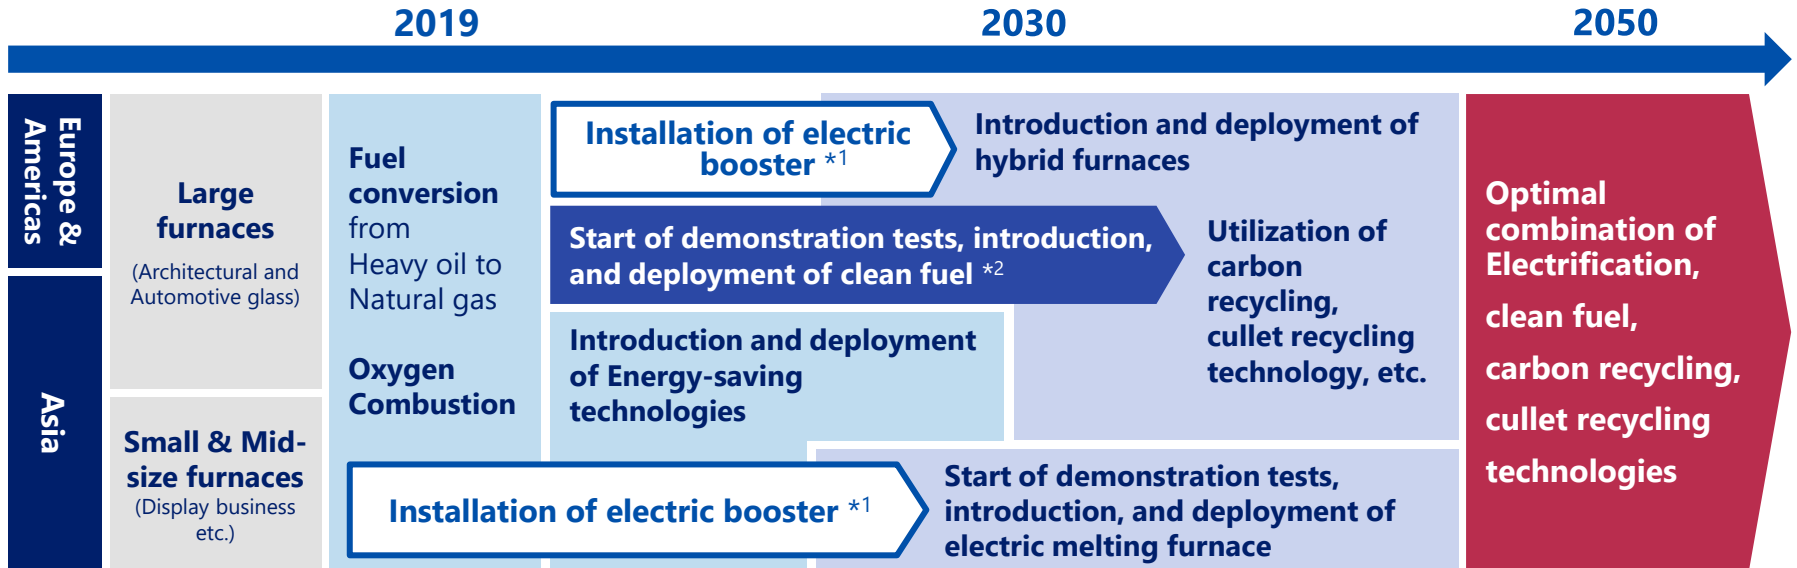 2019
2030
2050
Europe &
Americas
Asia
Large
furnaces
(Architectural and
Automotive glass)
Small & Mid-
size furnaces
(Display business
etc.)
Fuel
conversion
from
Heavy oil to
Natural gas
Oxygen
Combustion
Installation of electric
booster *1
Introduction and deployment of
hybrid furnaces
Start of demonstration tests, introduction,
and deployment of clean fuel *2
Utilization of
carbon
recycling,
cullet recycling
technology, etc.
Introduction and deployment
of Energy-saving
technologies
Installation of electric booster *1
Start of demonstration tests,
introduction, and deployment of
electric melting furnace
Optimal
combination of
Electrification,
clean fuel,
carbon recycling,
cullet recycling
technologies